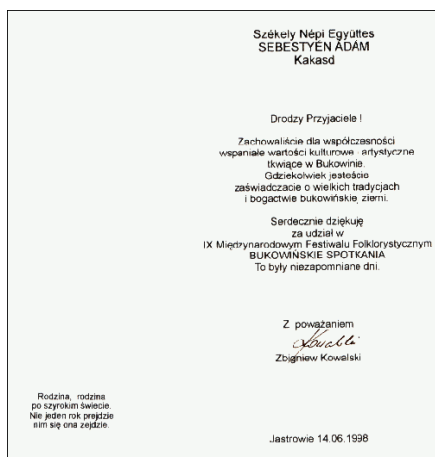 Székely Népi Együttes
SEBESTYÉN ÁDÁM
Kakasd
Drodzy Przyjaciele !
Zachowaliście dla współczesności
wspaniałe wartości kulturowe - artystyczne
tkwiące w Bukowinie.
Gdziekolwiek jesteście
zaświadczacie o wielkich tradycjach
i bogactwie bukowińskiej ziemi.
Serdecznie dziękuję
za udział w
IX Międzynarodowym Festiwalu Folklorystycznym
BUKOWIŃSKIE SPOTKANIA
To były niezapomniane dni.
Z poważaniem
Kowalski
Zbigniew Kowalski
Rodzina, rodzina
po szyrokim świecie.
Nie jeden rok prejdzie
nim się ona zejdzie.
Jastrowie 14.06.1998